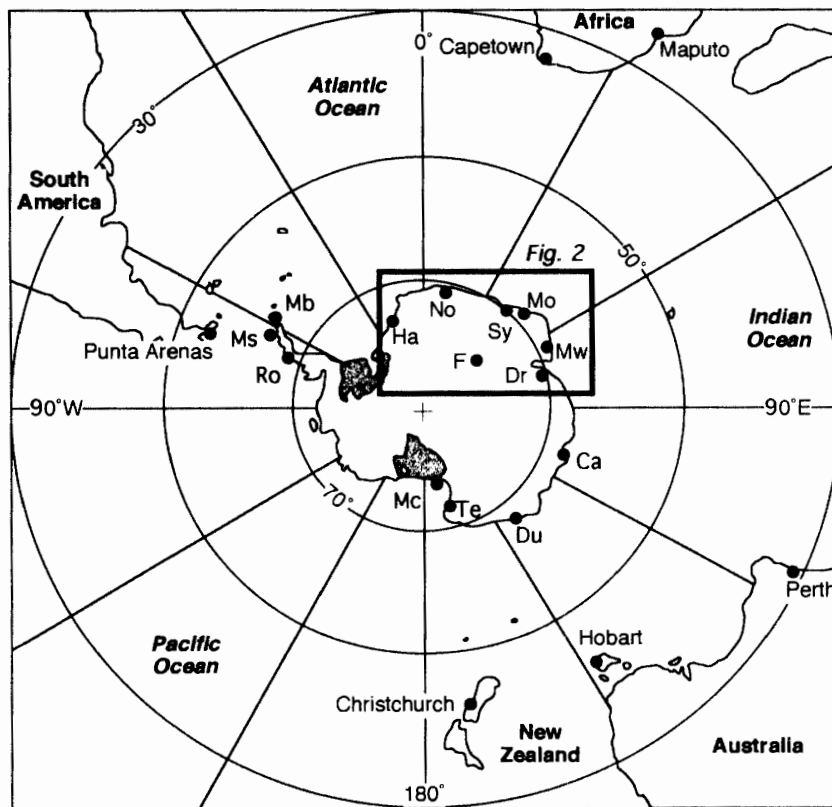 Africa
0°
Capetown
Maputo
Atlantic
Ocean
30°
South
America
50°
Fig. 2
Mb
No
Mo
Sy
Indian
Ocean
Punta Arenas
Ms
Ha
Mw
Ro
F
Dr
90°W
90°E
Ca
Mc
70°
Te
Du
Perth
Pacific
Ocean
Hobart
Christchurch
New
Zealand
Australia
180°